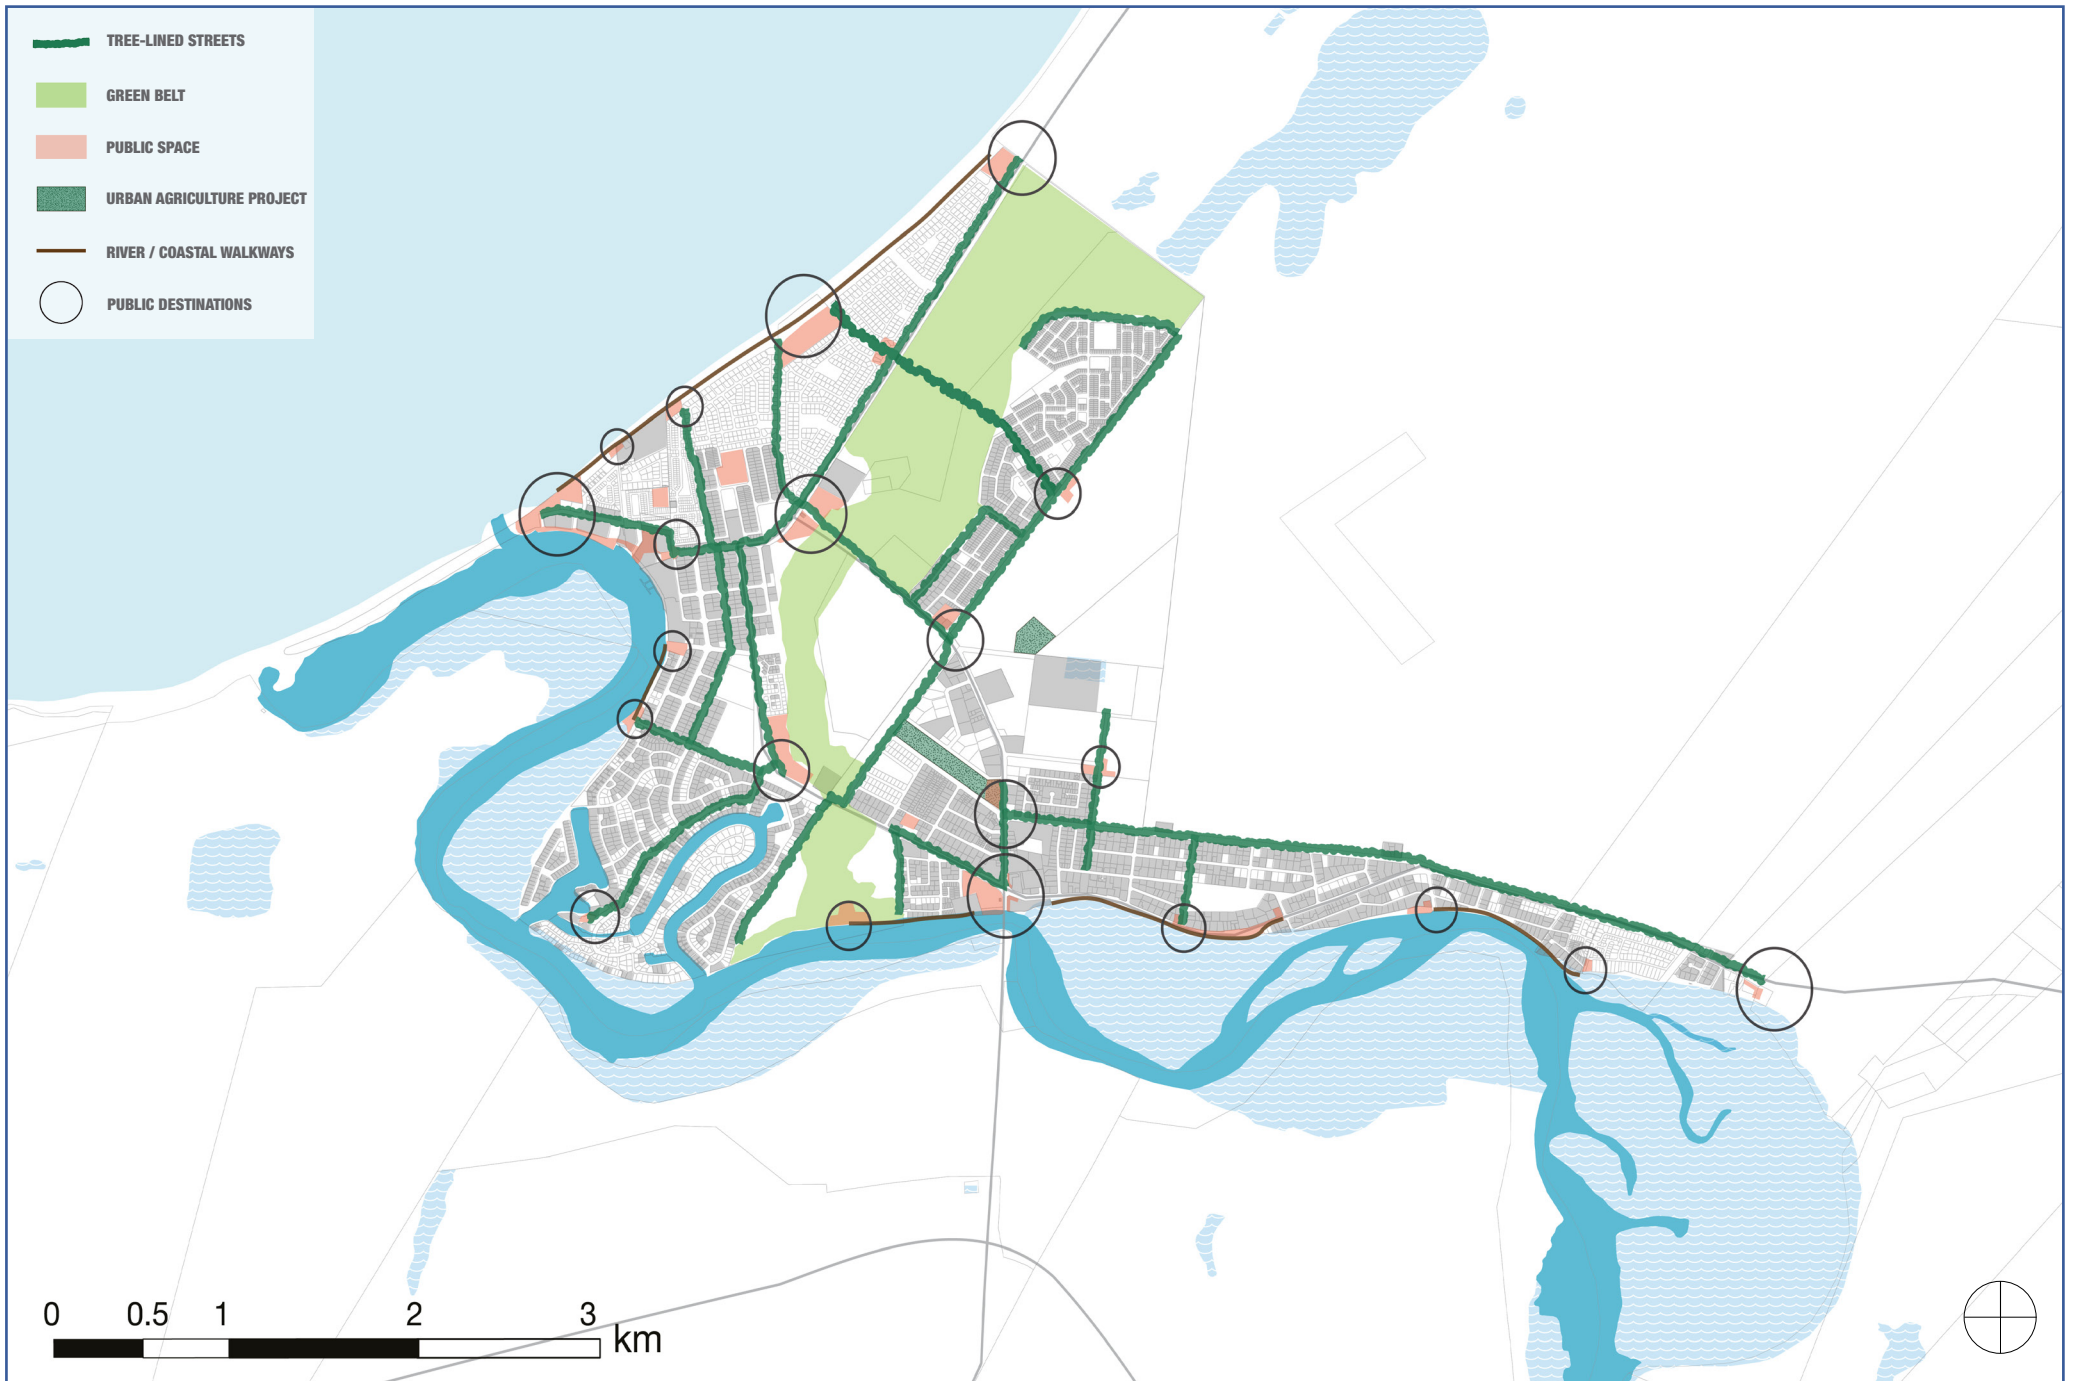 TREE-LINED STREETS
GREEN BELT
PUBLIC SPACE
URBAN AGRICULTURE PROJECT
RIVER / COASTAL WALKWAYS
PUBLIC DESTINATIONS
0 0.5 1 2 3 km